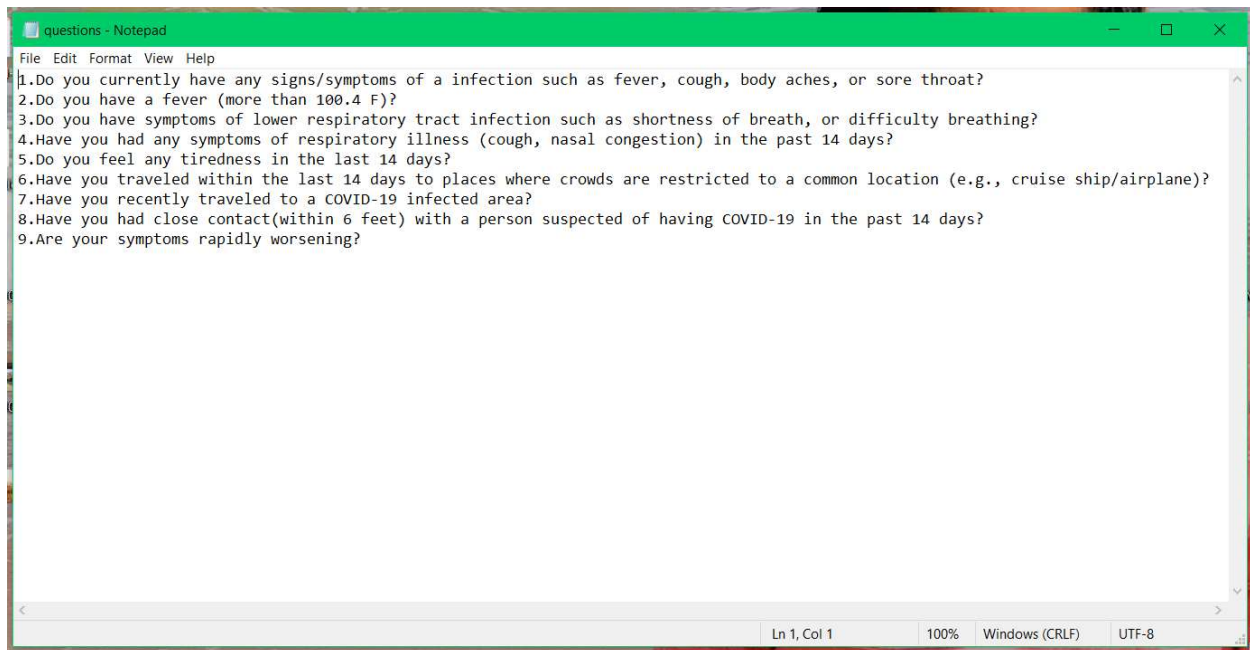 questions - Notepad
File Edit Format View Help
1.Do you currently have any signs/symptoms of a infection such as fever, cough, body aches, or sore throat?
2.Do you have a fever (more than 100.4 F)?
3.Do you have symptoms of lower respiratory tract infection such as shortness of breath, or difficulty breathing?
4.Have you had any symptoms of respiratory illness (cough, nasal congestion) in the past 14 days?
5.Do you feel any tiredness in the last 14 days?
6.Have you traveled within the last 14 days to places where crowds are restricted to a common location (e.g., cruise ship/airplane)?
7.Have you recently traveled to a COVID-19 infected area?
8.Have you had close contact(within 6 feet) with a person suspected of having COVID-19 in the past 14 days?
9.Are your symptoms rapidly worsening?
Ln 1, Col 1 100% Windows (CRLF) UTF-8